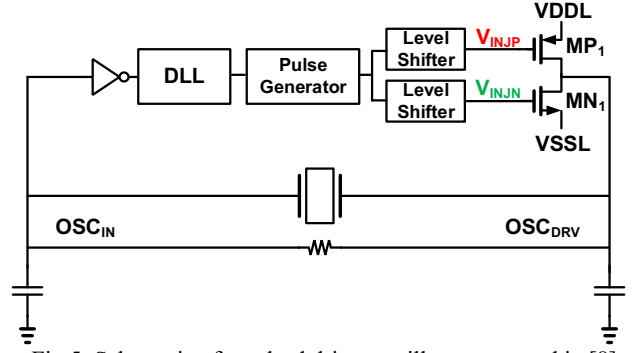 VDDL
Level
Shifter
V_INJP
MP₁
DLL
Pulse
Generator
Level
Shifter
V_INJN
MN₁
VSSL
OSC_IN
OSC_DRV